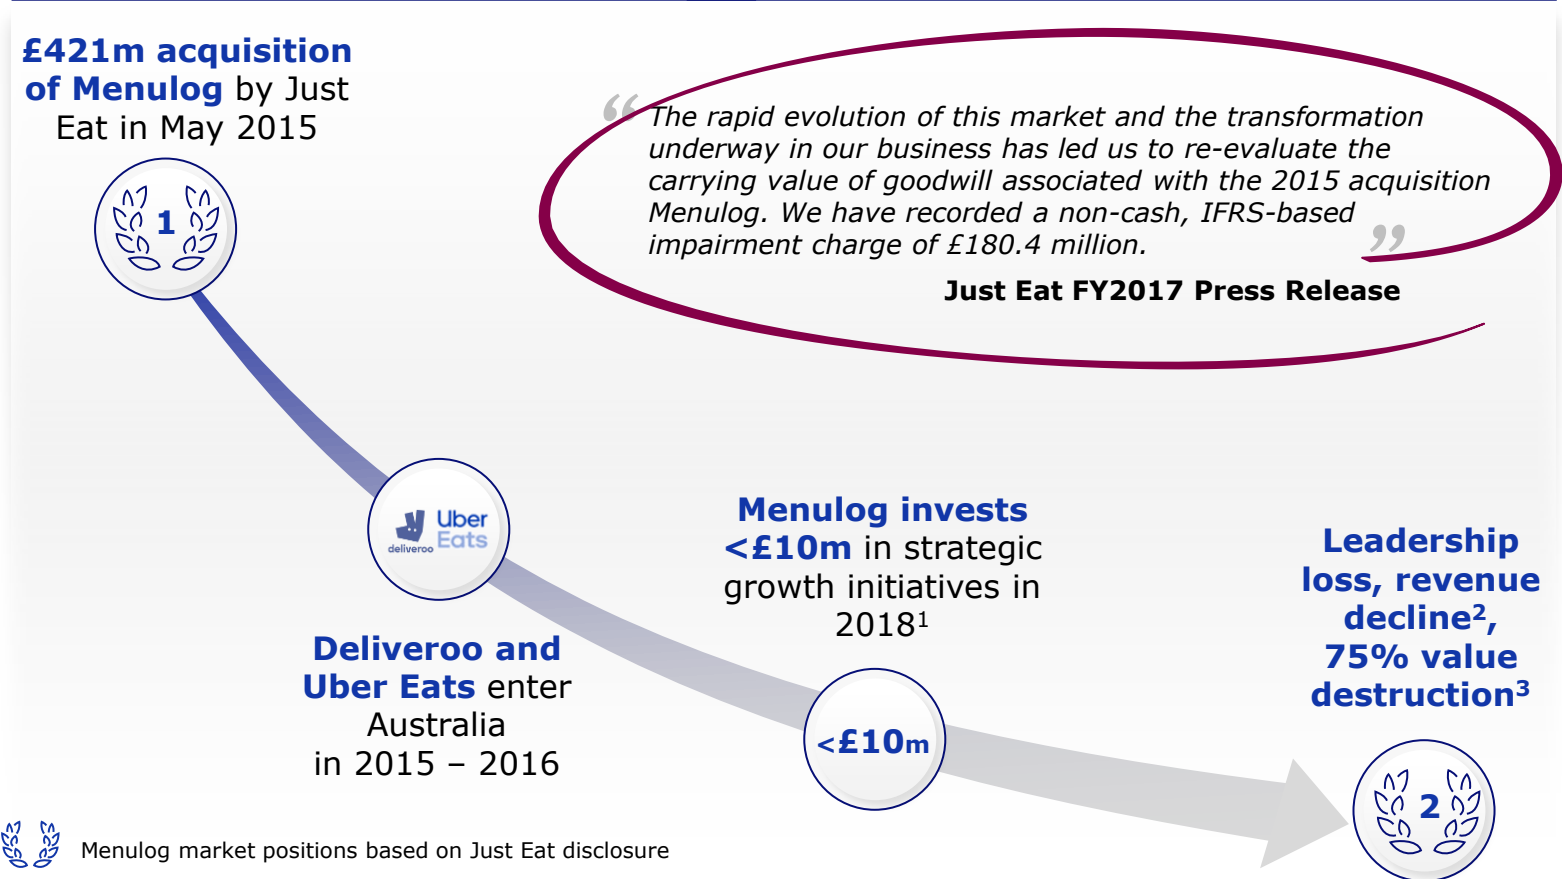 £421m acquisition
of Menulog by Just
Eat in May 2015
1
“ The rapid evolution of this market and the transformation
underway in our business has led us to re-evaluate the
carrying value of goodwill associated with the 2015 acquisition
Menulog. We have recorded a non-cash, IFRS-based
impairment charge of £180.4 million. ”
Just Eat FY2017 Press Release
deliveroo
Uber
Eats
Deliveroo and
Uber Eats enter
Australia
in 2015 – 2016
Menulog invests
<£10m in strategic
growth initiatives in
2018¹
<£10m
Leadership
loss, revenue
decline²,
75% value
destruction³
2
Menulog market positions based on Just Eat disclosure